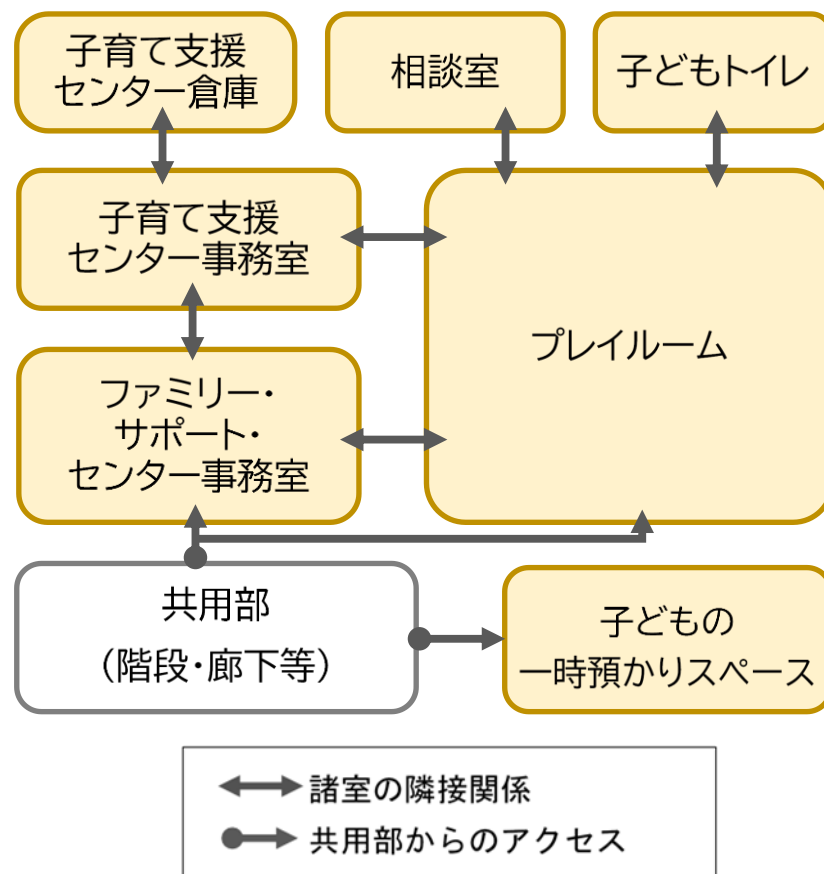 子育て支援
センター倉庫
相談室
子どもトイレ
子育て支援
センター事務室
プレイルーム
ファミリー・
サポート・
センター事務室
共用部
（階段・廊下等）
子どもの
一時預かりスペース
諸室の隣接関係
共用部からのアクセス